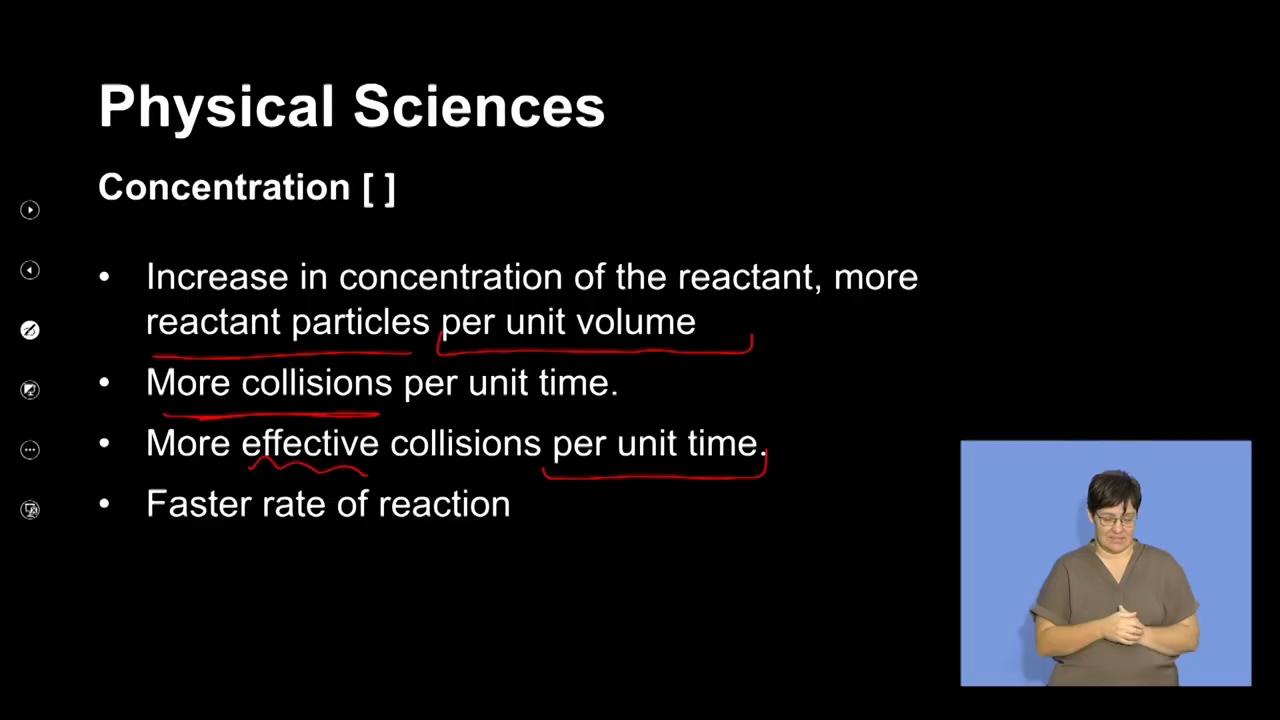 Physical Sciences
Concentration [ ]
• Increase in concentration of the reactant, more
reactant particles per unit volume
• More collisions per unit time.
• More effective collisions per unit time.
• Faster rate of reaction